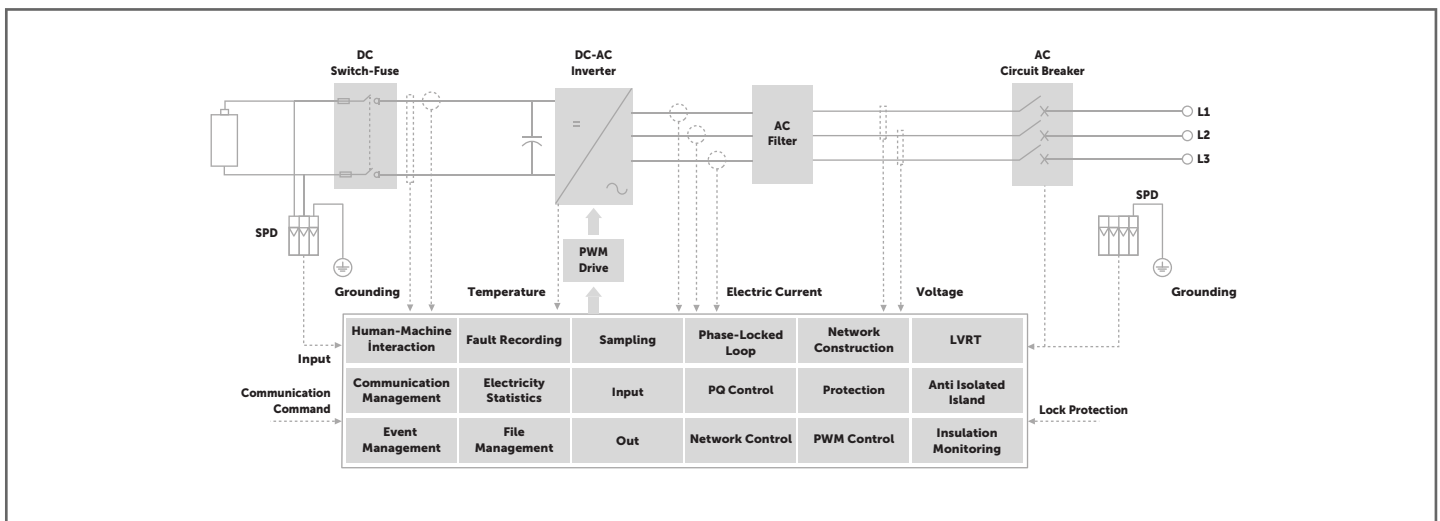 DC
Switch-Fuse
DC-AC
Inverter
AC
Circuit Breaker
AC
Filter
L1
L2
L3
SPD
SPD
PWM
Drive
Grounding
Temperature
Electric Current
Voltage
Grounding
Human-Machine
İnteraction
Fault Recording
Sampling
Phase-Locked
Loop
Network
Construction
LVRT
Input
Communication
Management
Electricity
Statistics
Input
PQ Control
Protection
Anti Isolated
Island
Communication
Command
Lock Protection
Event
Management
File
Management
Out
Network Control
PWM Control
Insulation
Monitoring